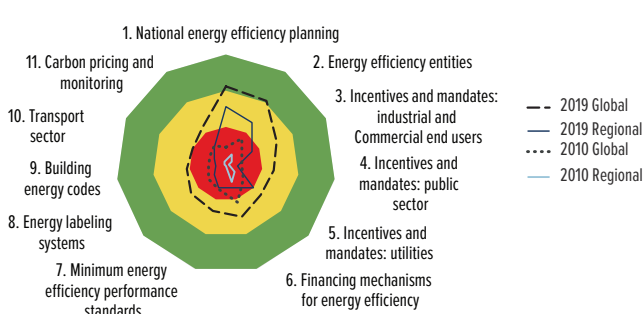 1. National energy efficiency planning
2. Energy efficiency entities
3. Incentives and mandates:
industrial and
Commercial end users
4. Incentives and
mandates: public
sector
5. Incentives and
mandates: utilities
6. Financing mechanisms
for energy efficiency
7. Minimum energy
efficiency performance
standards
8. Energy labeling
systems
9. Building
energy codes
10. Transport
sector
11. Carbon pricing and
monitoring
2019 Global
2019 Regional
2010 Global
2010 Regional